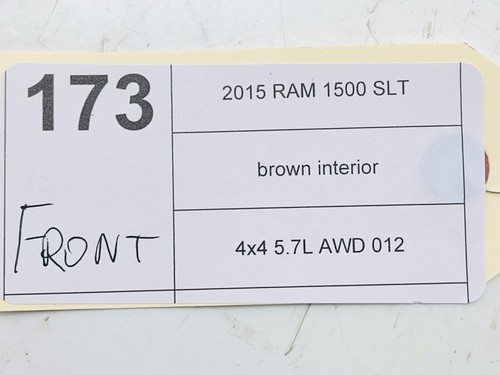 173
FRONT
2015 RAM 1500 SLT
brown interior
4x4 5.7L AWD 012